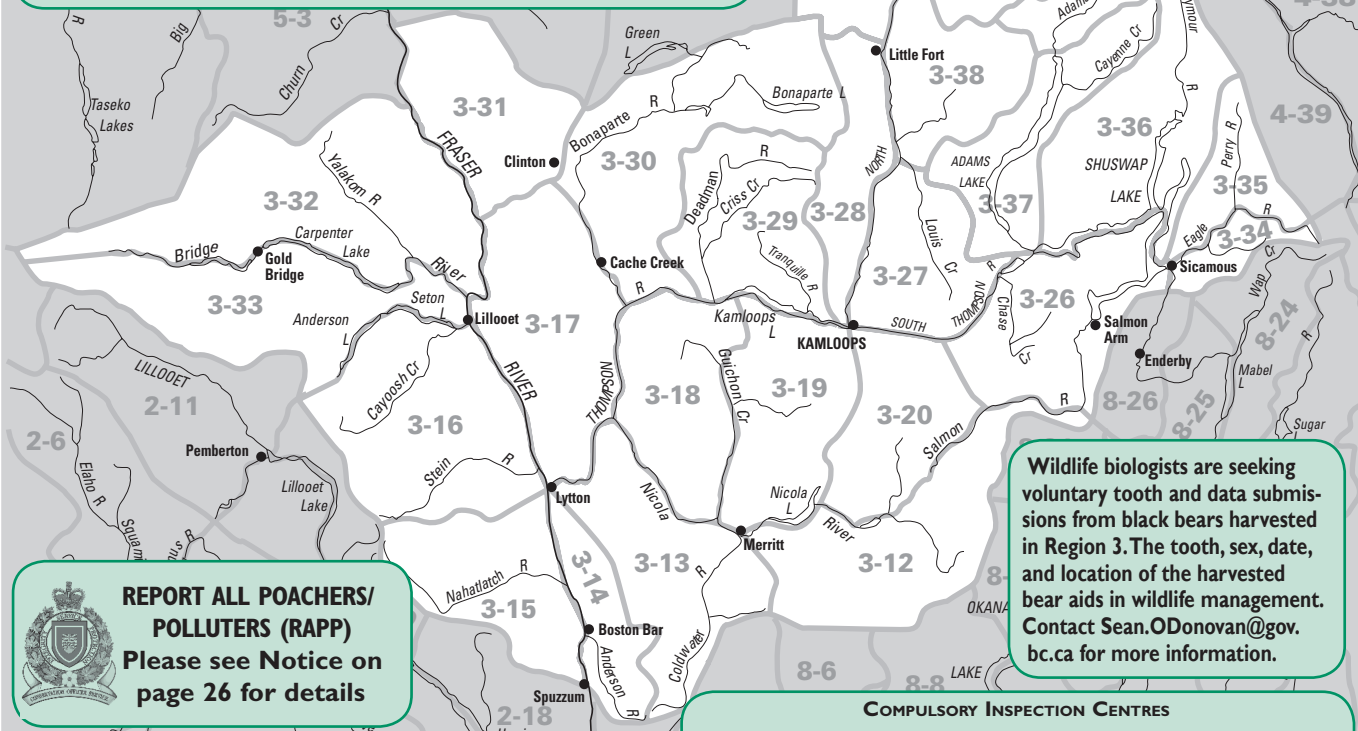 5-3
4-38
R
Big
Cr
Churn
Taseko
Lakes
Green
L
Little Fort
3-38
Adams
Cayenne Cr
R
4-39
3-31
FRASER
Clinton
Bonaparte
R
Bonaparte L
3-30
NORTH
3-36
Perry R
SHUSWAP
LAKE
ADAMS
LAKE
3-37
3-35
Yalakom R
3-32
Deadman
R
Criss Cr
3-29
3-28
Tranquille R
Louis
Cr
R
Eagle
3-34
Bridge
Gold
Bridge
Carpenter
Lake
River
Cache Creek
R
3-27
Sicamous
Wap
Cr
3-33
Anderson
L
Seton
L
Lillooet
3-17
Kamloops
L
KAMLOOPS
SOUTH
THOMPSON
R
Chase
Cr
3-26
Salmon
Arm
Enderby
8-24
R
Mabel
L
LILLOOET
2-11
Cayoosh Cr
RIVER
THOMPSON
3-18
Guichom
Cr
3-19
3-20
R
Salmon
8-26
8-25
Sugar
L
2-6
3-16
Pemberton
Elaho R
Lillooet
Lake
Stein
R
Lytton
Nicola
Nicola
L
River
Merritt
3-12
Wildlife biologists are seeking
voluntary tooth and data submis-
sions from black bears harvested
in Region 3. The tooth, sex, date,
and location of the harvested
bear aids in wildlife management.
Contact Sean.ODonovan@gov.
bc.ca for more information.
Nahatlatch
R
3-15
3-14
3-13
R
Coldwater
Boston Bar
Anderson
R
Spuzzum
2-18
8-6
8-8
LAKE
REPORT ALL POACHERS/
POLLUTERS (RAPP)
Please see Notice on
page 26 for details
COMPULSORY INSPECTION CENTRES